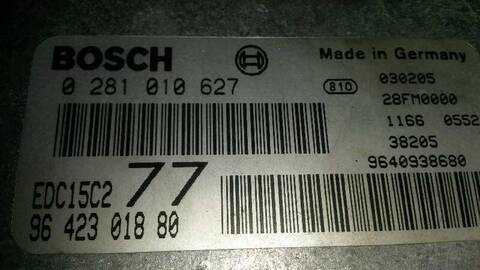 BOSCH
Made in Germany
0 281 010 627
810
030205
28FM0000
1166 0552
38205
9640938680
EDC15C2 77
96 423 018 80